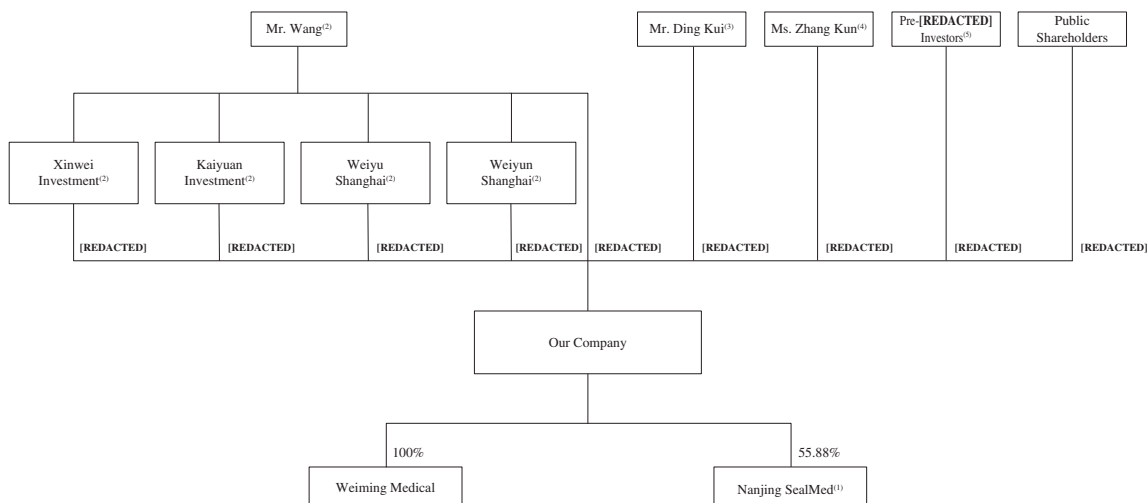 Mr. Wang(2)
Mr. Ding Kui(3)
Ms. Zhang Kun(4)
Pre-[REDACTED]
Investors(5)
Public
Shareholders
Xinwei
Investment(2)
Kaiyuan
Investment(2)
Weiyu
Shanghai(2)
Weiyun
Shanghai(2)
[REDACTED]
[REDACTED]
[REDACTED]
[REDACTED]
[REDACTED]
[REDACTED]
[REDACTED]
[REDACTED]
[REDACTED]
Our Company
100%
55.88%
Weiming Medical
Nanjing SealMed(1)